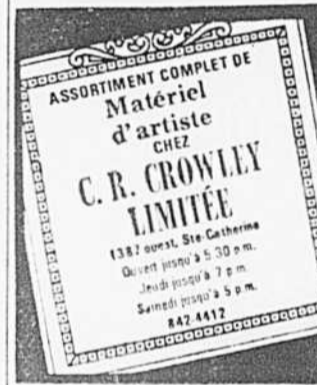 ASSORTIMENT COMPLET DE
Matériel
d'artiste
CHEZ
C. R. CROWLEY
LIMITÉE
1387 ouest, Ste-Catherine
Ouvert jusqu'à 5.30 p.m.
Jeudi jusqu'à 7 p.m.
Samedi jusqu'à 5 p.m.
842-4412